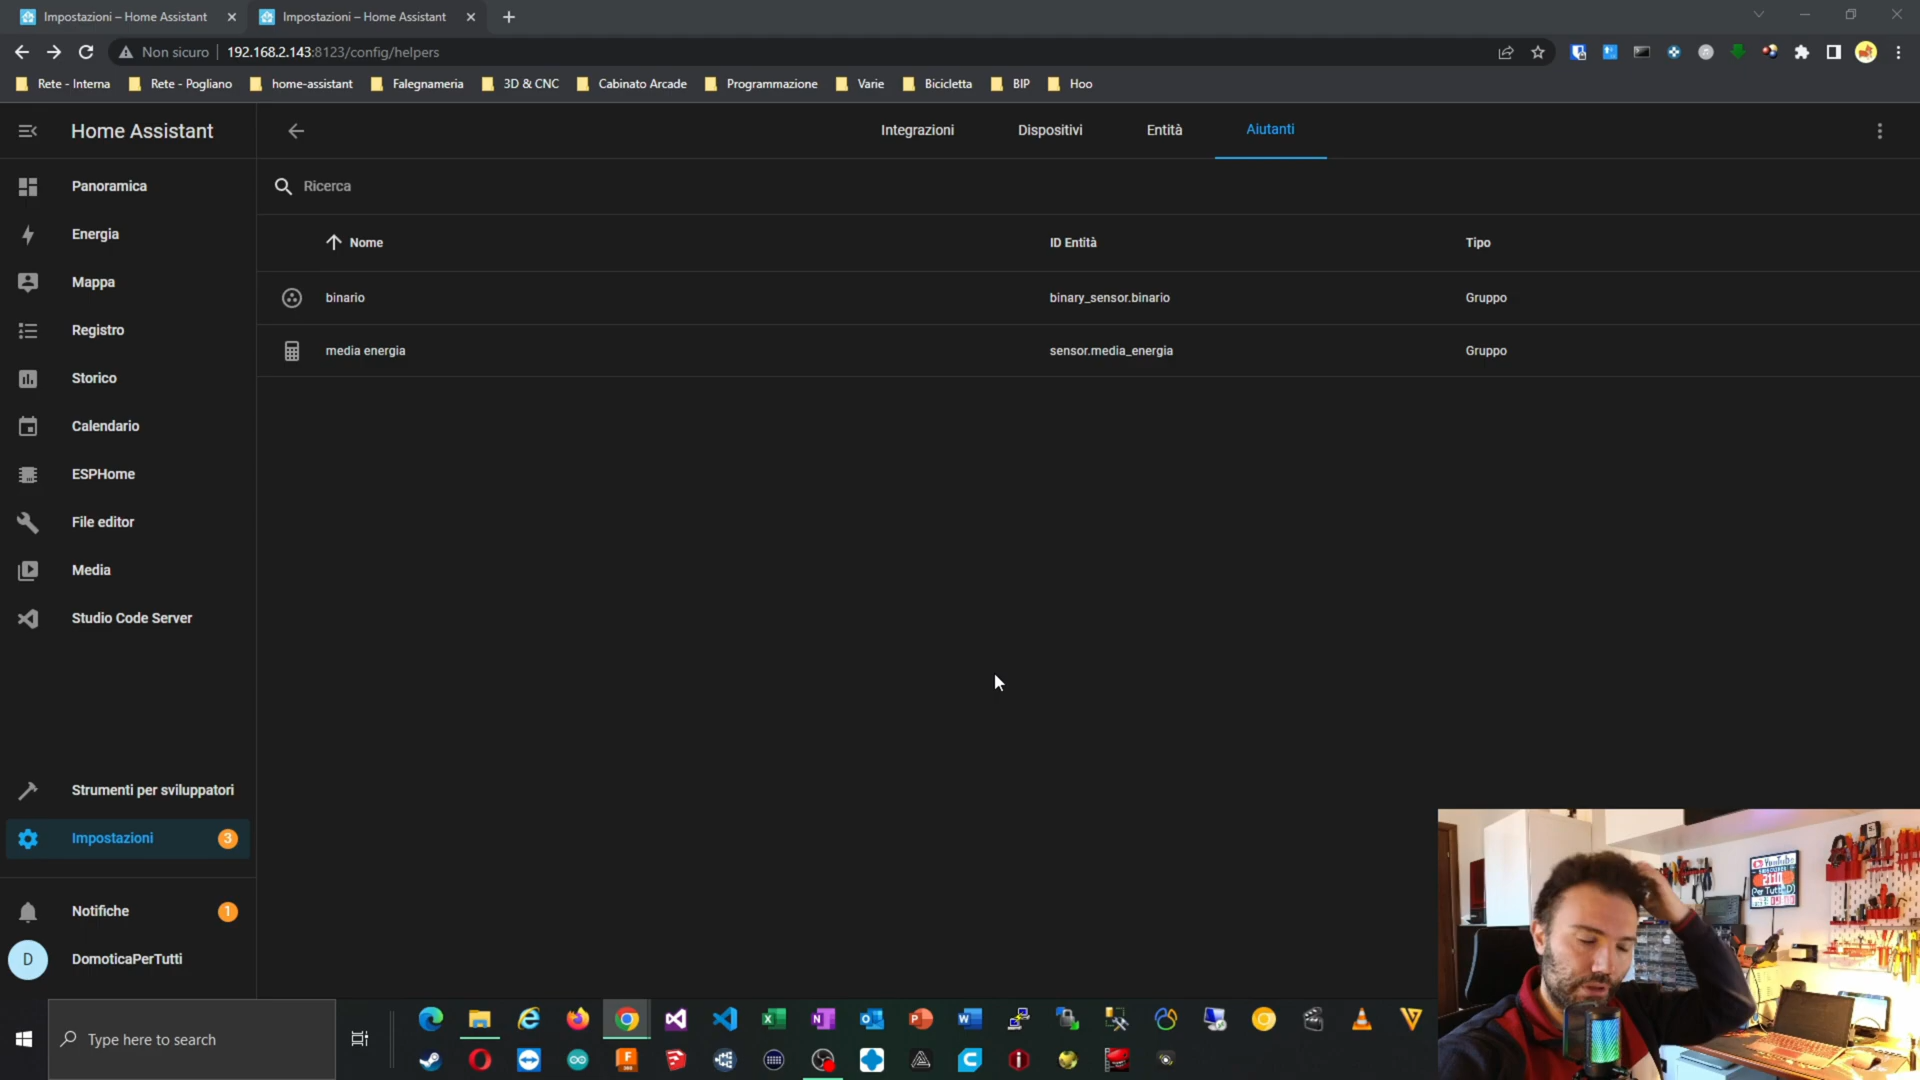 Impostazioni – Home Assistant
Impostazioni – Home Assistant
Non sicuro 192.168.2.143:8123/config/helpers
Rete - Interna Rete - Pogliano home-assistant Falegnameria 3D & CNC Cabinato Arcade Programmazione Varie Bicicletta BIP Hoo
Home Assistant
Integrazioni Dispositivi Entità Aiutanti
Panoramica
Ricerca
Energia
Nome ID Entità Tipo
Mappa
binario binary_sensor.binario Gruppo
Registro
media energia sensor.media_energia Gruppo
Storico
Calendario
ESPHome
File editor
Media
Studio Code Server
Strumenti per sviluppatori
Impostazioni 3
Notifiche 1
D DomoticaPerTutti
Type here to search
YouTube
2110